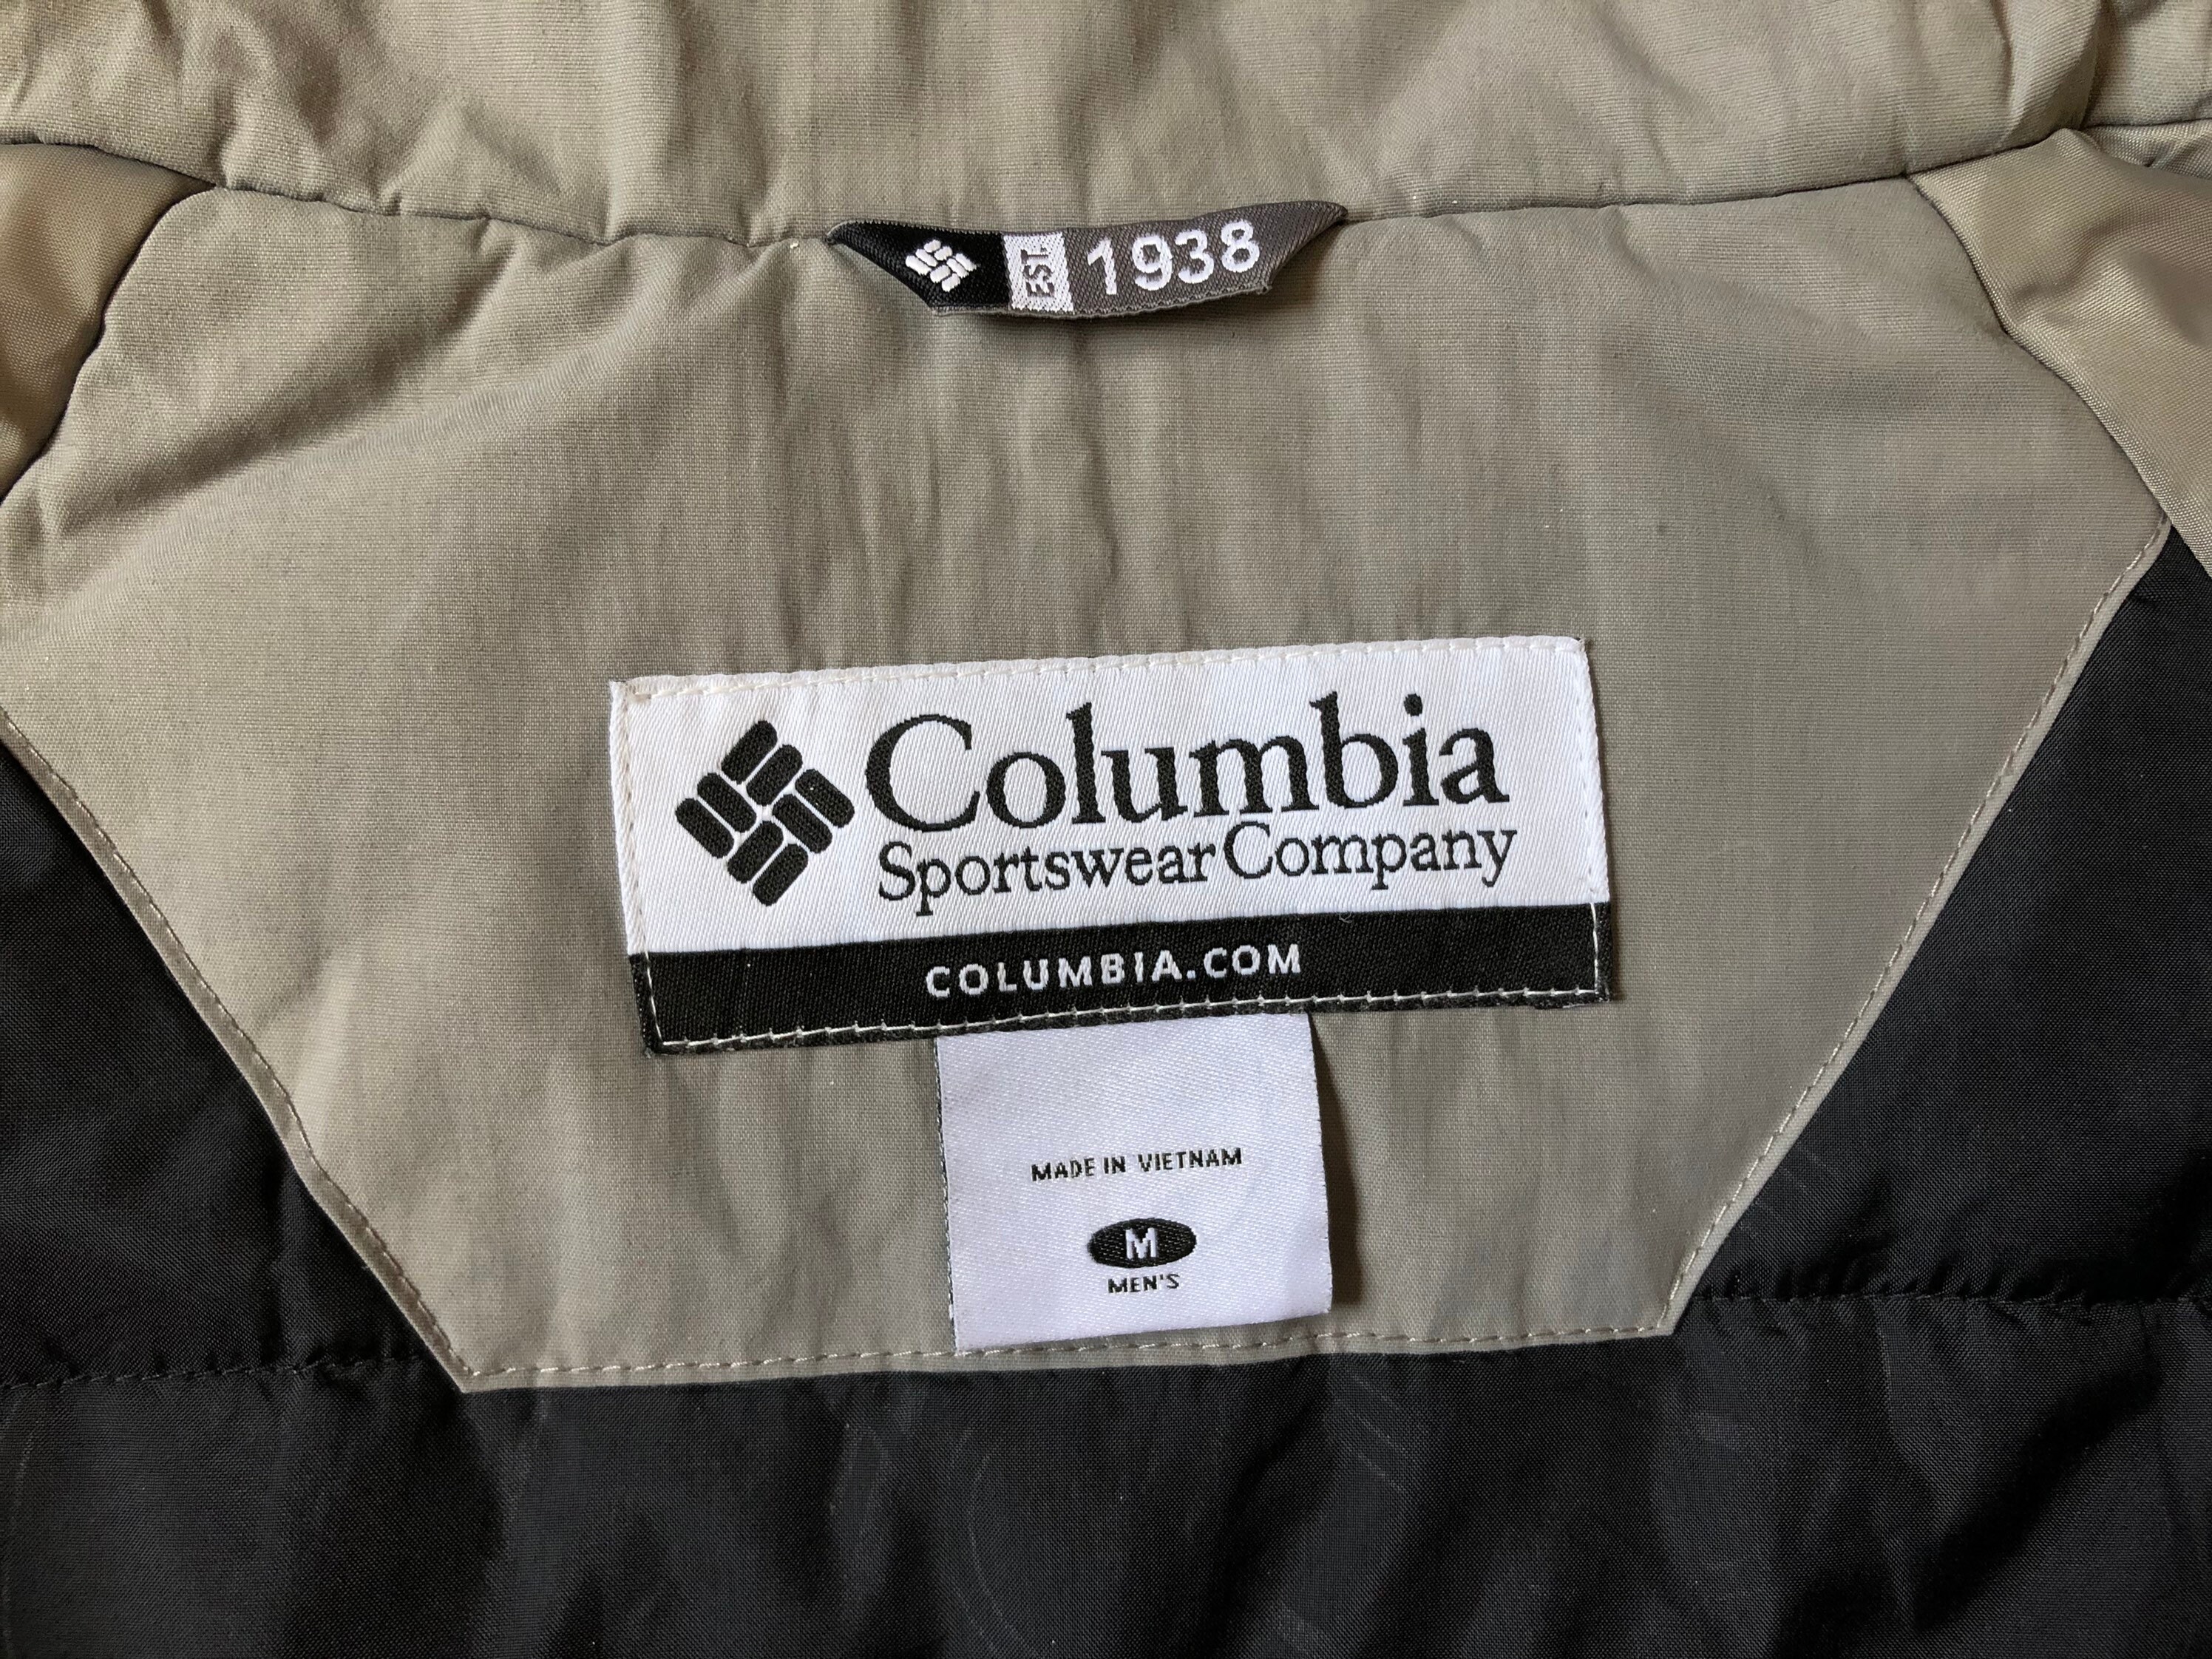 EST. 1938
Columbia
Sportswear Company
COLUMBIA.COM
MADE IN VIETNAM
M
MEN'S